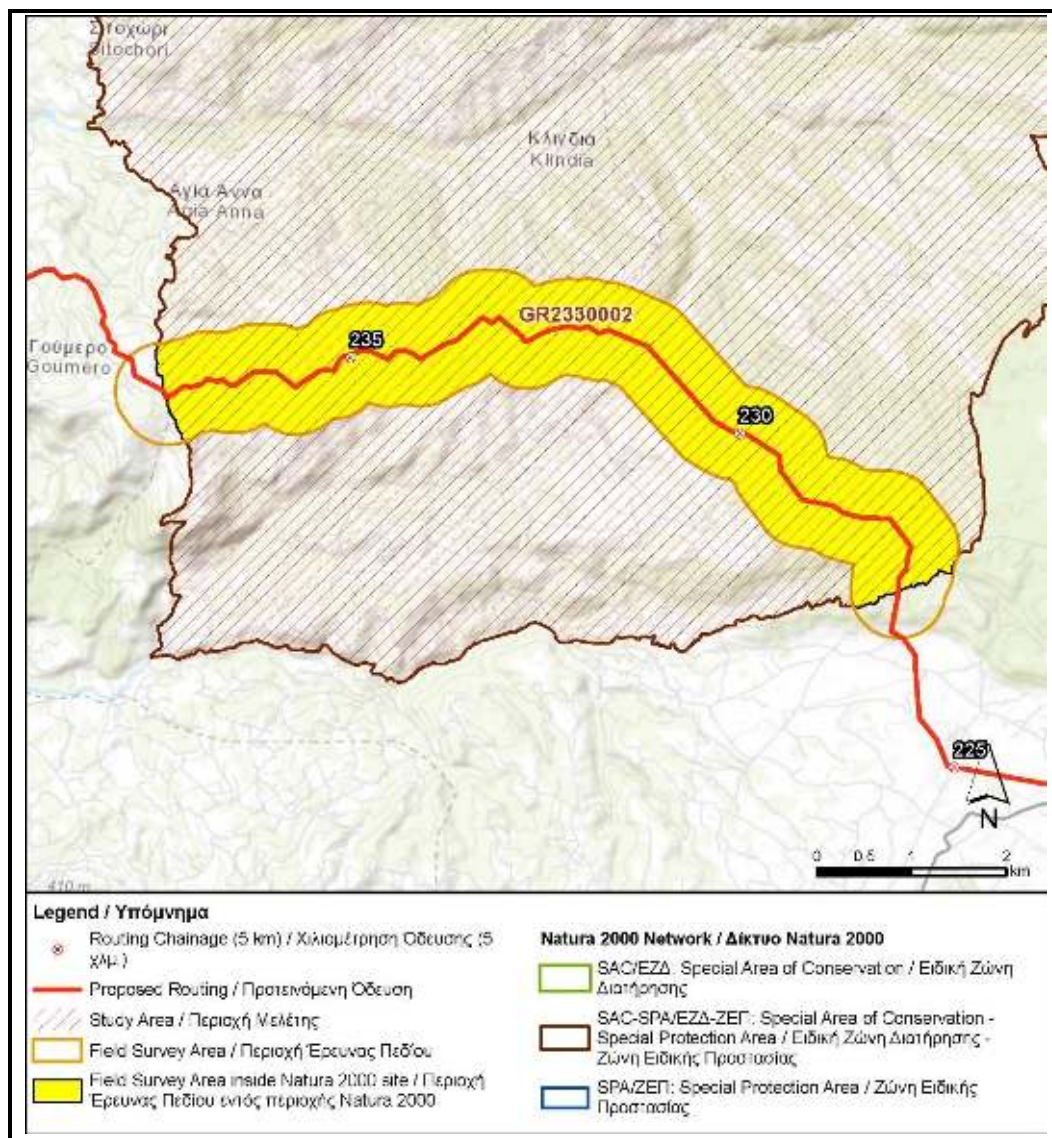 Σιτοχώρι
Sitochori
Κλινδιά
Klindia
Αγία Άννα
Agia Anna
GR2330002
235
Γούμερο
Goumero
230
225
N
0 0.5 1 2
km
410 m
Legend / Υπόμνημα
Routing Chainage (5 km) / Χιλιομέτρηση Όδευσης (5
χλμ.)
Proposed Routing / Προτεινόμενη Όδευση
Study Area / Περιοχή Μελέτης
Field Survey Area / Περιοχή Έρευνας Πεδίου
Field Survey Area inside Natura 2000 site / Περιοχή
Έρευνας Πεδίου εντός περιοχής Natura 2000
Natura 2000 Network / Δίκτυο Natura 2000
SAC/ΕΖΔ: Special Area of Conservation / Ειδική Ζώνη
Διατήρησης
SAC-SPA/ΕΖΔ-ΖΕΠ: Special Area of Conservation -
Special Protection Area / Ειδική Ζώνη Διατήρησης -
Ζώνη Ειδικής Προστασίας
SPA/ΖΕΠ: Special Protection Area / Ζώνη Ειδικής
Προστασίας